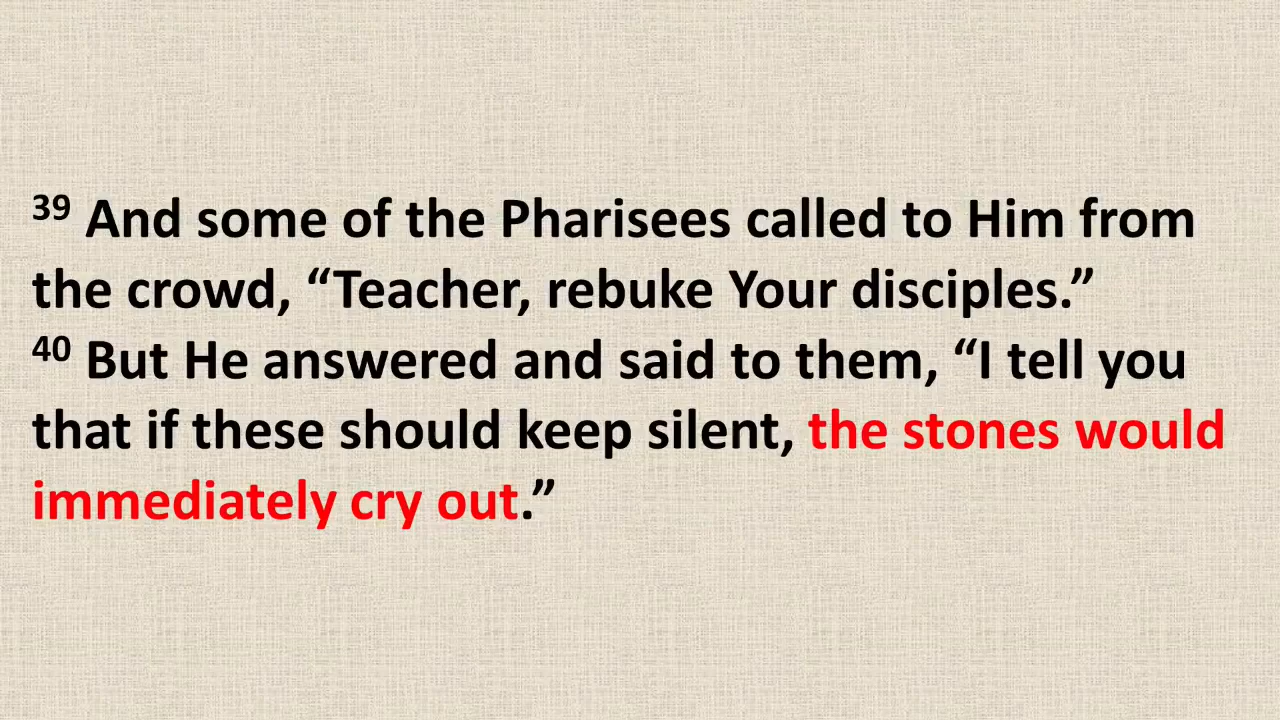 39 And some of the Pharisees called to Him from
the crowd, “Teacher, rebuke Your disciples.”
40 But He answered and said to them, “I tell you
that if these should keep silent, the stones would
immediately cry out.”